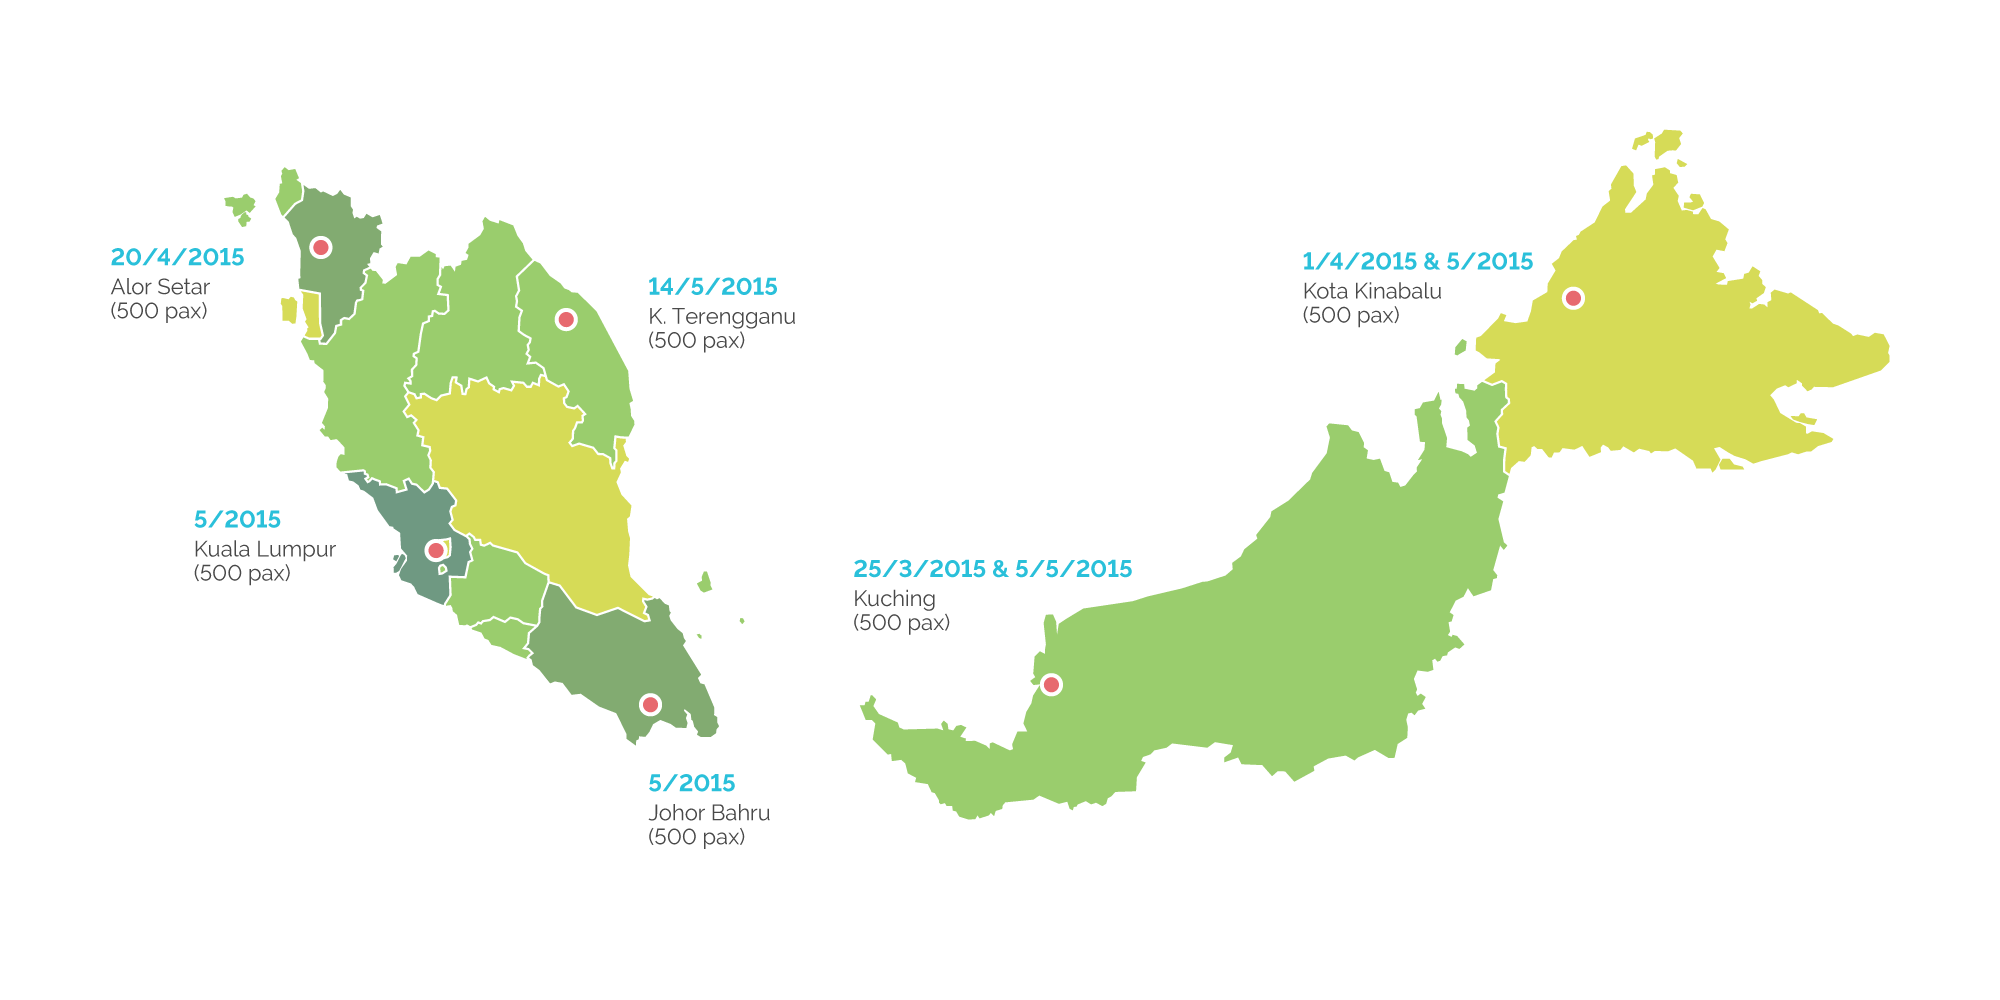 20/4/2015
Alor Setar
(500 pax)
14/5/2015
K. Terengganu
(500 pax)
5/2015
Kuala Lumpur
(500 pax)
5/2015
Johor Bahru
(500 pax)
1/4/2015 & 5/2015
Kota Kinabalu
(500 pax)
25/3/2015 & 5/5/2015
Kuching
(500 pax)